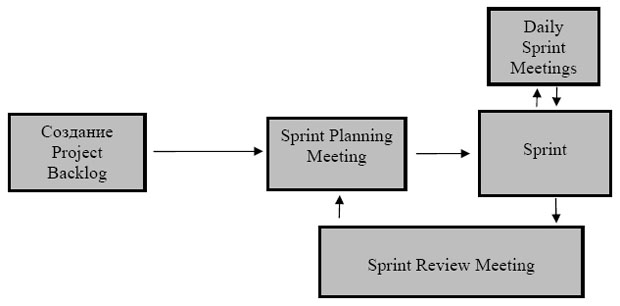 Daily
Sprint
Meetings
Создание
Project
Backlog
Sprint Planning
Meeting
Sprint
Sprint Review Meeting